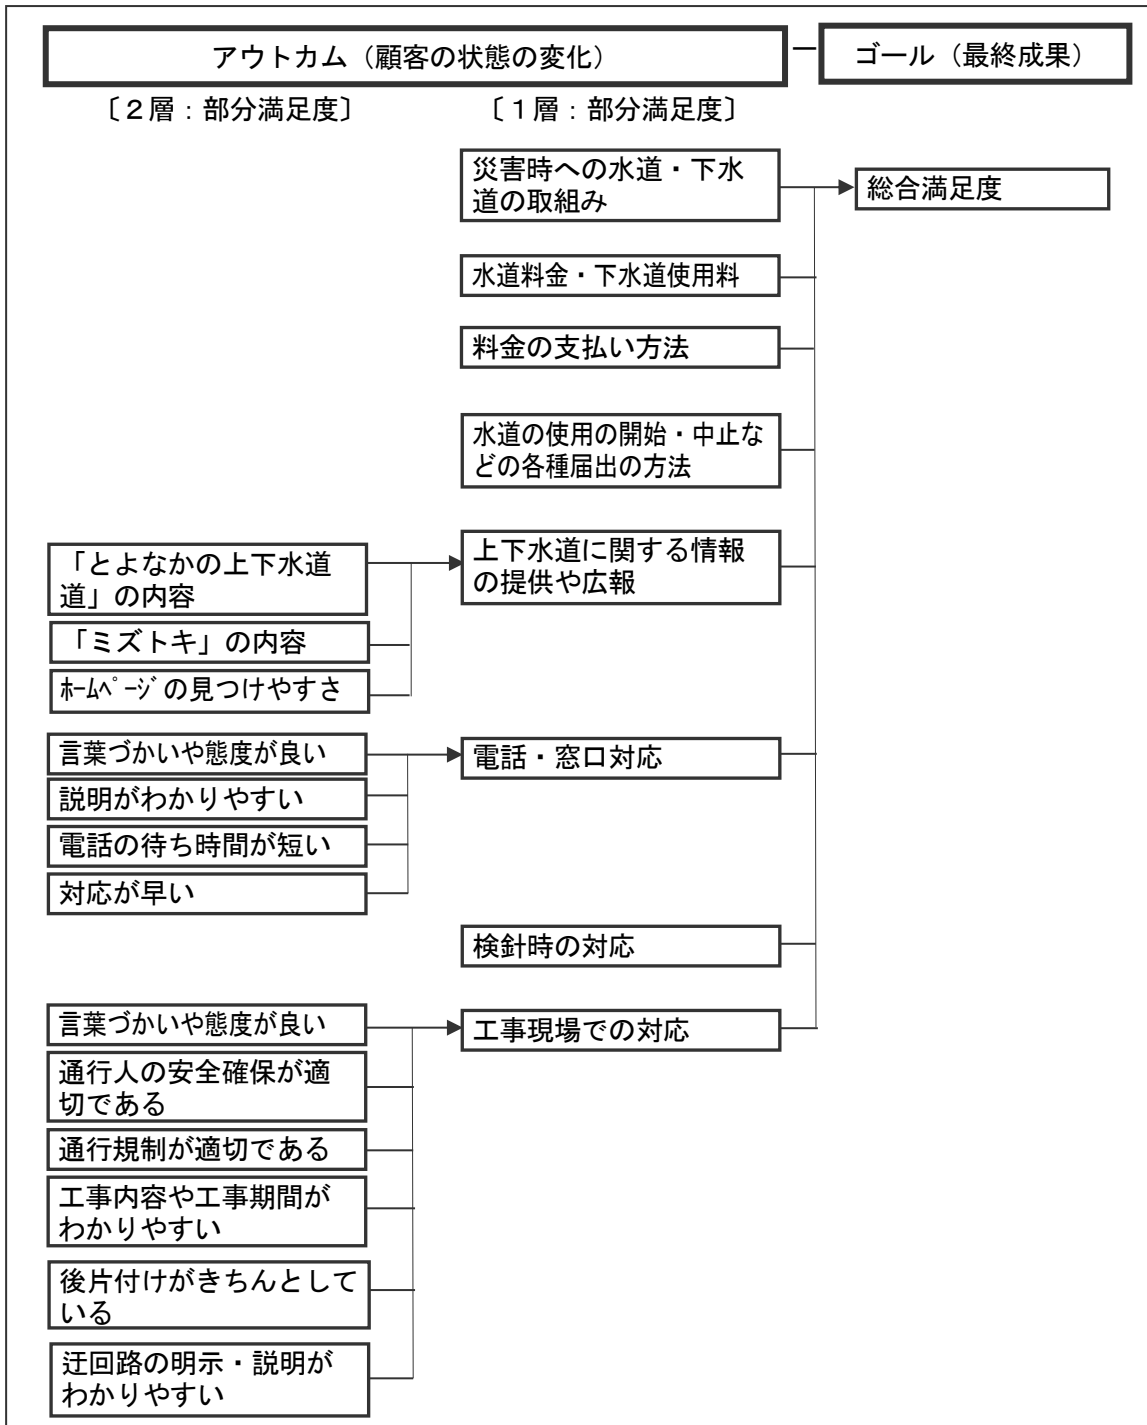 アウトカム（顧客の状態の変化）
ゴール（最終成果）
〔２層：部分満足度〕
〔１層：部分満足度〕
災害時への水道・下水
道の取組み
総合満足度
水道料金・下水道使用料
料金の支払い方法
水道の使用の開始・中止な
どの各種届出の方法
「とよなかの上下水道
道」の内容
「ミズトキ」の内容
ﾎｰﾑﾍﾟｰｼﾞの見つけやすさ
上下水道に関する情報
の提供や広報
言葉づかいや態度が良い
説明がわかりやすい
電話の待ち時間が短い
対応が早い
電話・窓口対応
検針時の対応
言葉づかいや態度が良い
通行人の安全確保が適
切である
通行規制が適切である
工事内容や工事期間が
わかりやすい
後片付けがきちんとして
いる
迂回路の明示・説明が
わかりやすい
工事現場での対応